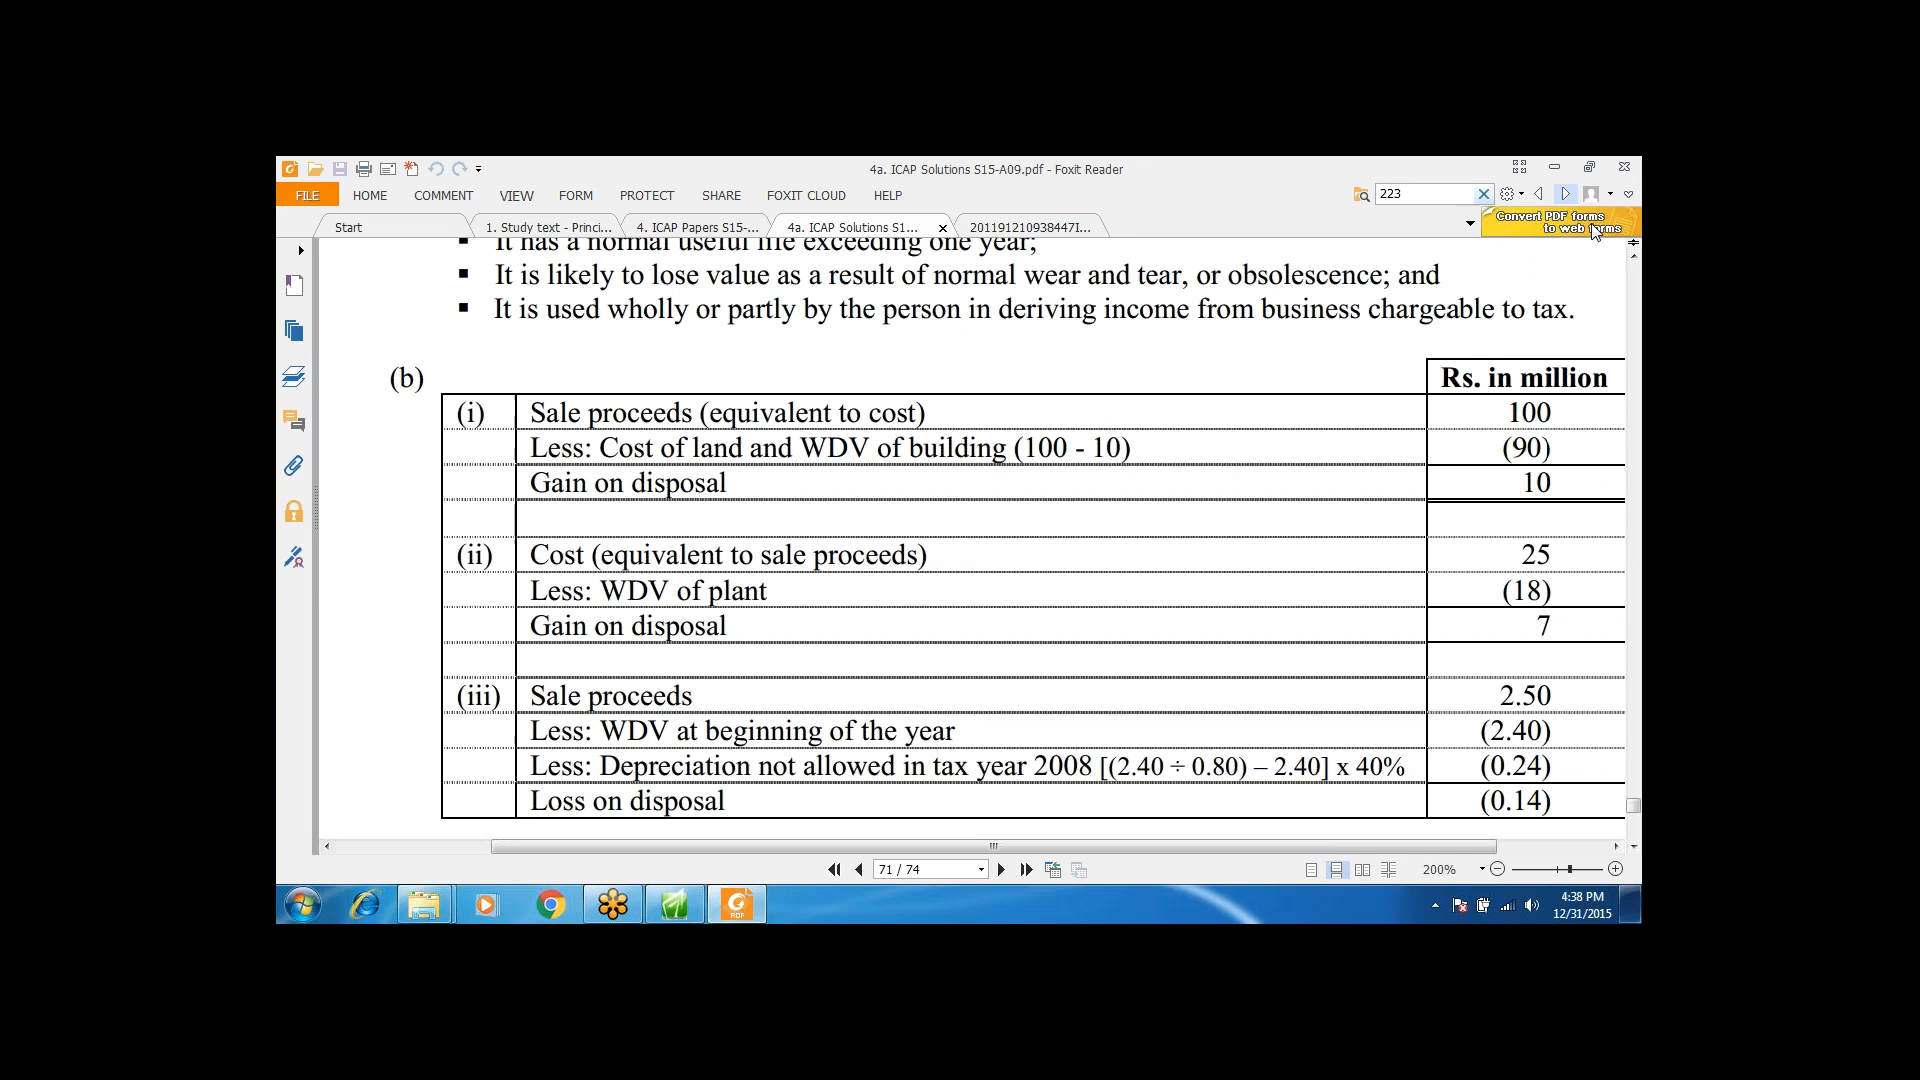 4a. ICAP Solutions S15-A09.pdf - Foxit Reader
FILE HOME COMMENT VIEW FORM PROTECT SHARE FOXIT CLOUD HELP
223
Start
1. Study text - Princi...
4. ICAP Papers S15-...
4a. ICAP Solutions S1...
20119121093844​7I...
Convert PDF forms
to web forms
It has a normal useful life exceeding one year;
▪ It is likely to lose value as a result of normal wear and tear, or obsolescence; and
▪ It is used wholly or partly by the person in deriving income from business chargeable to tax.
(b) Rs. in million
(i) Sale proceeds (equivalent to cost) 100
Less: Cost of land and WDV of building (100 - 10) (90)
Gain on disposal 10
(ii) Cost (equivalent to sale proceeds) 25
Less: WDV of plant (18)
Gain on disposal 7
(iii) Sale proceeds 2.50
Less: WDV at beginning of the year (2.40)
Less: Depreciation not allowed in tax year 2008 [(2.40 ÷ 0.80) – 2.40] x 40% (0.24)
Loss on disposal (0.14)
71 / 74
200%
PDF
4:38 PM
12/31/2015